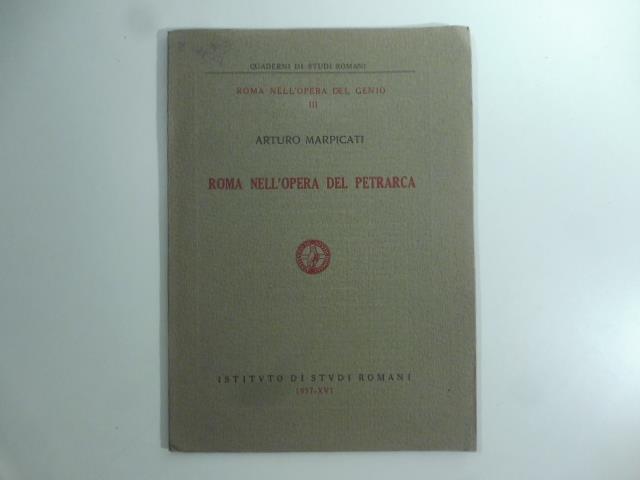 QUADERNI DI STUDI ROMANI
ROMA NELL'OPERA DEL GENIO
III
ARTURO MARPICATI
ROMA NELL'OPERA DEL PETRARCA
ISTITVTO DI STVDI ROMANI
1937-XVI